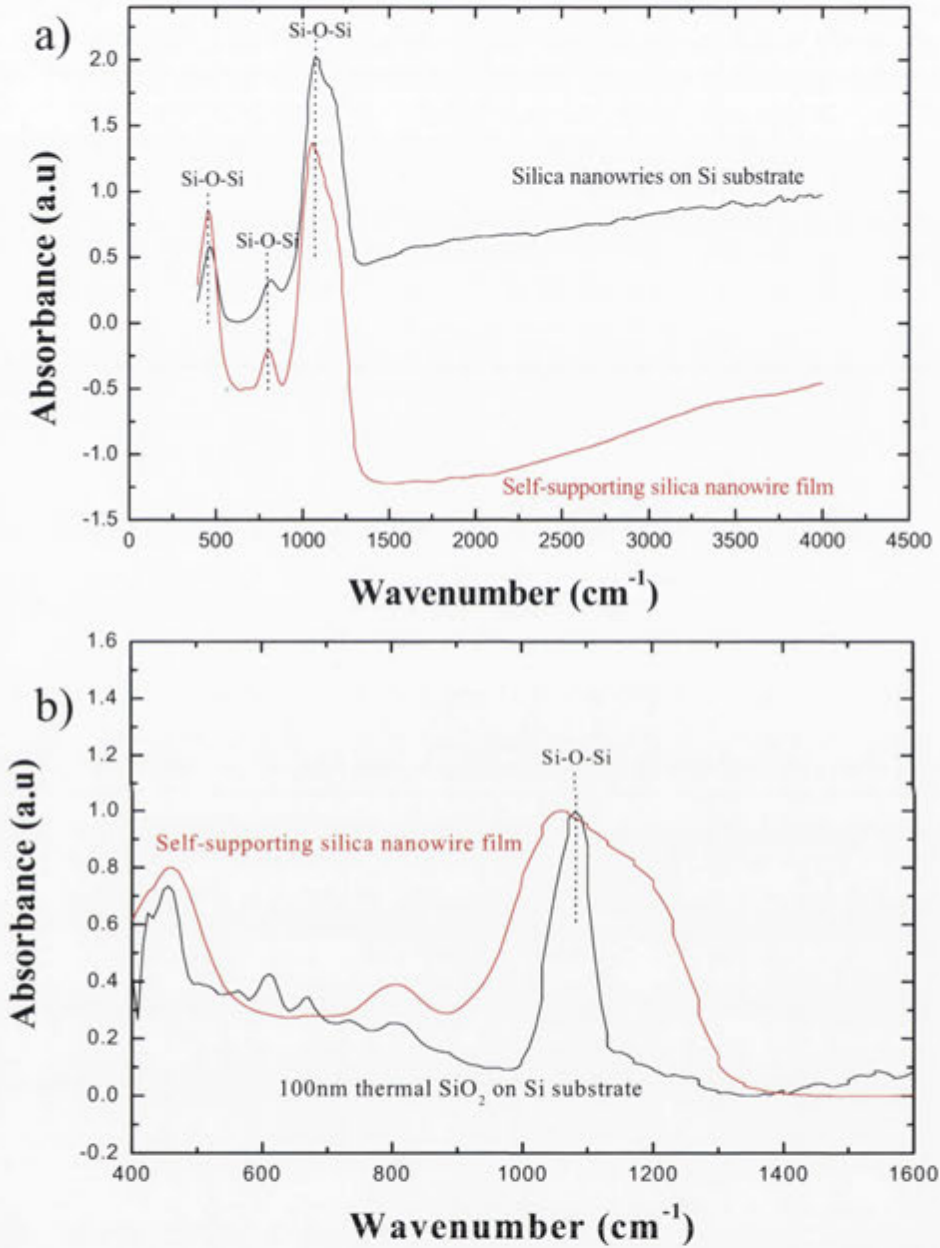 a)
Si-O-Si
Si-O-Si
Si-O-Si
Silica nanowries on Si substrate
Self-supporting silica nanowire film
Absorbance (a.u)
2.0
1.5
1.0
0.5
0.0
-0.5
-1.0
-1.5
0 500 1000 1500 2000 2500 3000 3500 4000 4500
Wavenumber (cm-1)
b)
Si-O-Si
Self-supporting silica nanowire film
100nm thermal SiO2 on Si substrate
Absorbance (a.u)
1.6
1.4
1.2
1.0
0.8
0.6
0.4
0.2
0.0
-0.2
400 600 800 1000 1200 1400 1600
Wavenumber (cm-1)